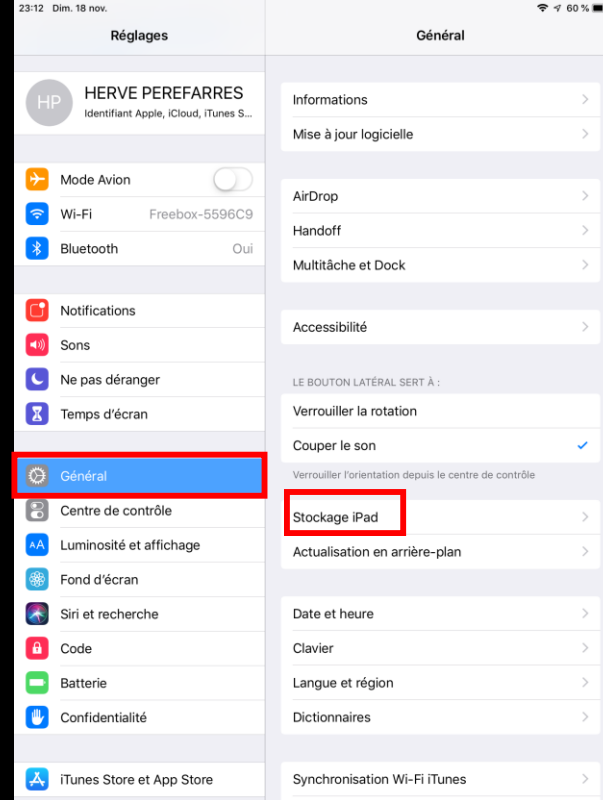 23:12 Dim. 18 nov.
60 %
Réglages
HP
HERVE PEREFARRES
Identifiant Apple, iCloud, iTunes S...
Mode Avion
Wi-Fi Freebox-5596C9
Bluetooth Oui
Notifications
Sons
Ne pas déranger
Temps d'écran
Général
Centre de contrôle
AA Luminosité et affichage
Fond d'écran
Siri et recherche
Code
Batterie
Confidentialité
iTunes Store et App Store
Général
Informations
Mise à jour logicielle
AirDrop
Handoff
Multitâche et Dock
Accessibilité
LE BOUTON LATÉRAL SERT À :
Verrouiller la rotation
Couper le son
Verrouiller l'orientation depuis le centre de contrôle
Stockage iPad
Actualisation en arrière-plan
Date et heure
Clavier
Langue et région
Dictionnaires
Synchronisation Wi-Fi iTunes